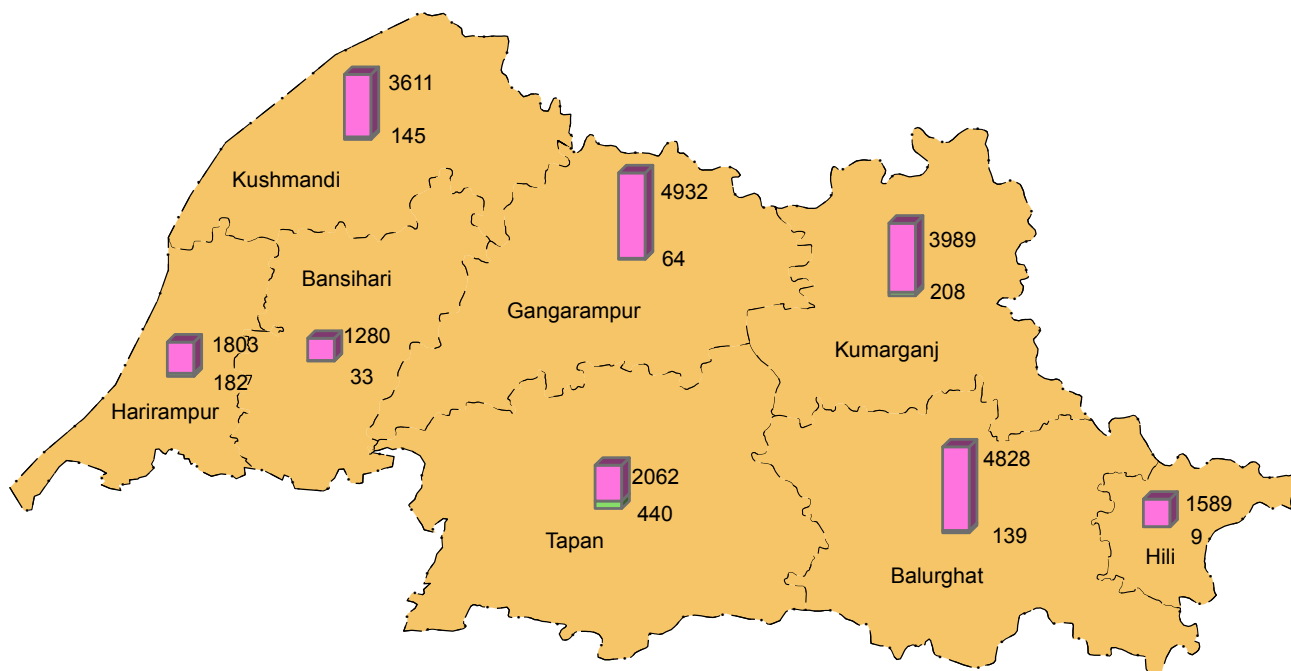 3611
145
Kushmandi
4932
64
Gangarampur
3989
208
Kumarganj
Bansihari
1280
33
1803
182
Harirampur
2062
440
Tapan
4828
139
Balurghat
1589
9
Hili